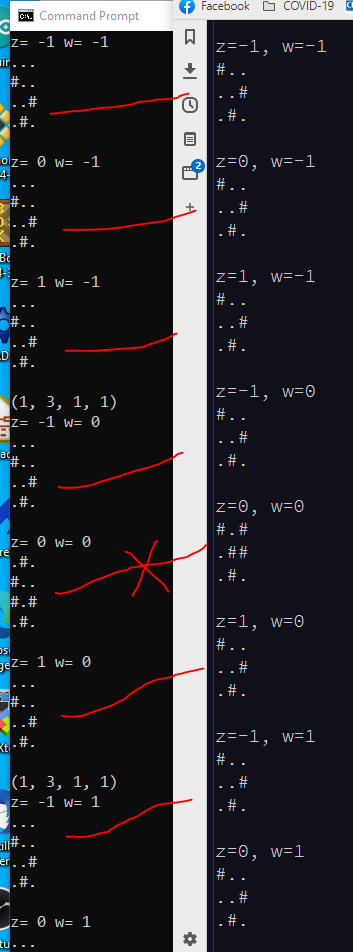 Command Prompt
z= -1 w= -1
...
#..
..#
.#.
z= 0 w= -1
...
#..
..#
.#.
z= 1 w= -1
...
#..
..#
.#.
(1, 3, 1, 1)
z= -1 w= 0
...
#..
..#
.#.
z= 0 w= 0
.#.
#..
#.#
.#.
z= 1 w= 0
...
#..
..#
.#.
(1, 3, 1, 1)
z= -1 w= 1
...
#..
..#
.#.
z= 0 w= 1
...
2
Facebook
COVID-19
z=-1, w=-1
#..
..#
.#.
z=0, w=-1
#..
..#
.#.
z=1, w=-1
#..
..#
.#.
z=-1, w=0
#..
..#
.#.
z=0, w=0
#.#
.##
.#.
z=1, w=0
#..
..#
.#.
z=-1, w=1
#..
..#
.#.
z=0, w=1
#..
..#
.#.